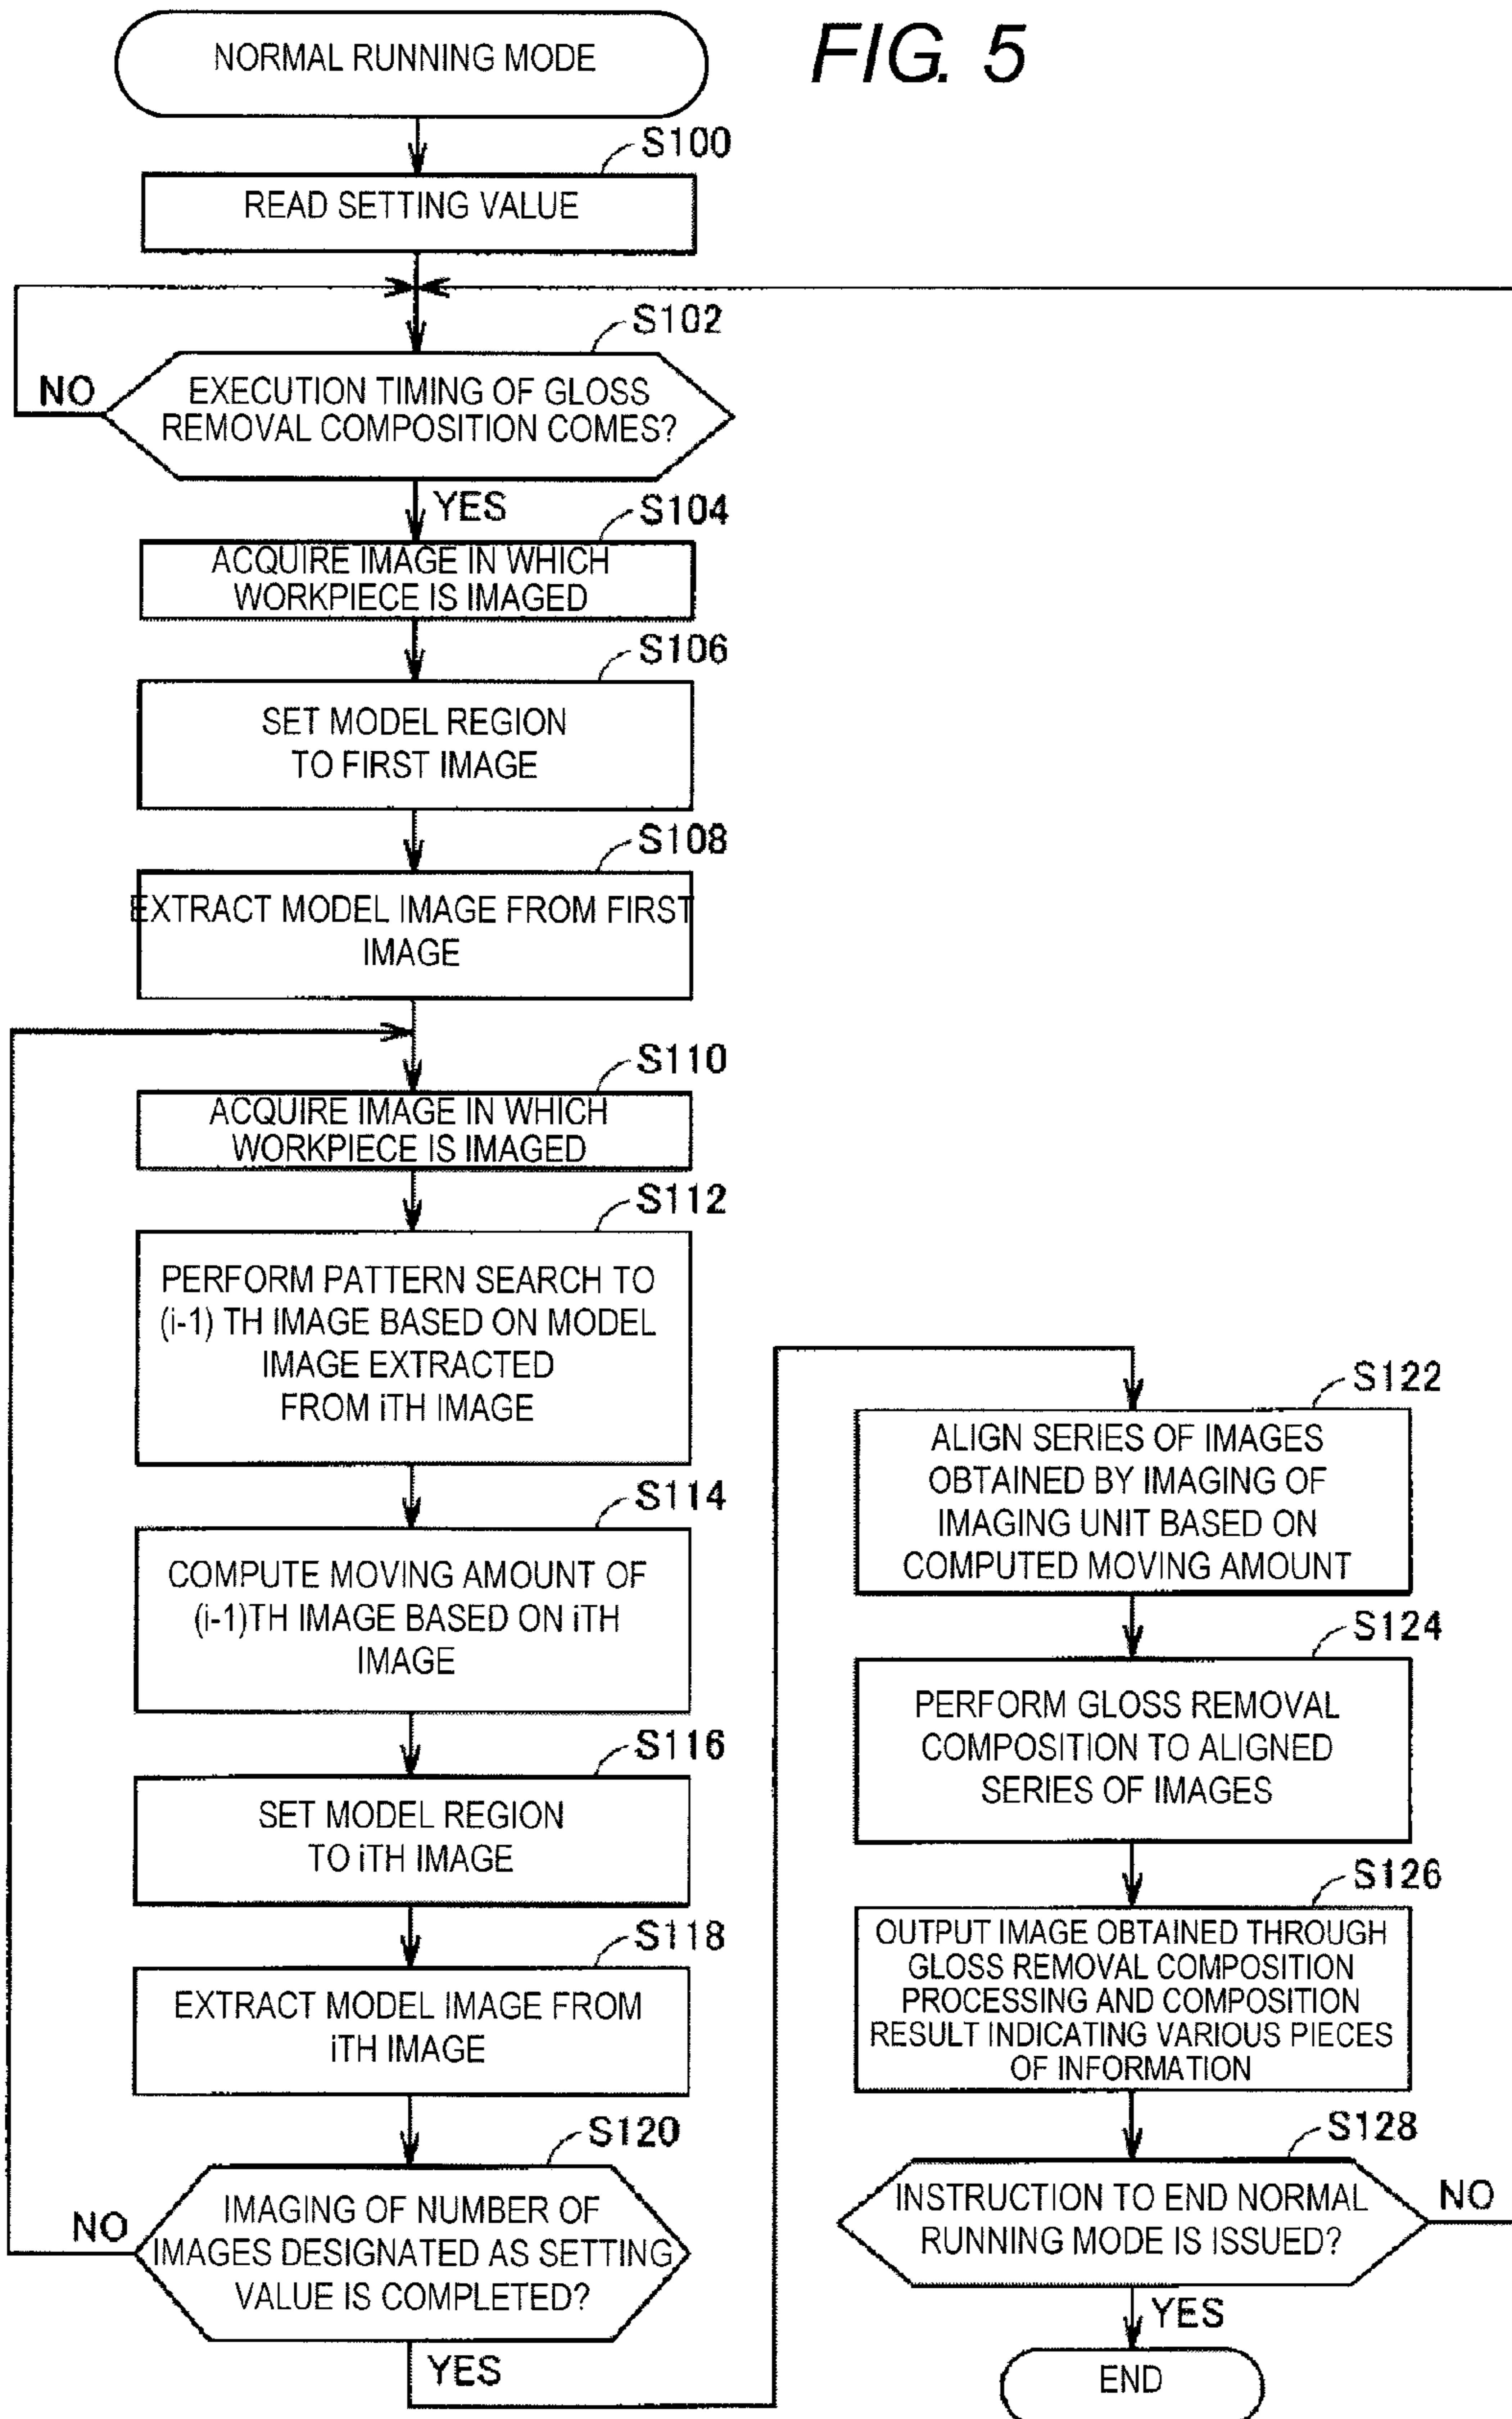 FIG. 5
NORMAL RUNNING MODE
S100
READ SETTING VALUE
S102
NO
EXECUTION TIMING OF GLOSS
REMOVAL COMPOSITION COMES?
YES
S104
ACQUIRE IMAGE IN WHICH
WORKPIECE IS IMAGED
S106
SET MODEL REGION
TO FIRST IMAGE
S108
EXTRACT MODEL IMAGE FROM FIRST
IMAGE
S110
ACQUIRE IMAGE IN WHICH
WORKPIECE IS IMAGED
S112
PERFORM PATTERN SEARCH TO
(i-1) TH IMAGE BASED ON MODEL
IMAGE EXTRACTED
FROM iTH IMAGE
S114
COMPUTE MOVING AMOUNT OF
(i-1)TH IMAGE BASED ON iTH
IMAGE
S116
SET MODEL REGION
TO iTH IMAGE
S118
EXTRACT MODEL IMAGE FROM
iTH IMAGE
S120
NO
IMAGING OF NUMBER OF
IMAGES DESIGNATED AS SETTING
VALUE IS COMPLETED?
YES
S122
ALIGN SERIES OF IMAGES
OBTAINED BY IMAGING OF
IMAGING UNIT BASED ON
COMPUTED MOVING AMOUNT
S124
PERFORM GLOSS REMOVAL
COMPOSITION TO ALIGNED
SERIES OF IMAGES
S126
OUTPUT IMAGE OBTAINED THROUGH
GLOSS REMOVAL COMPOSITION
PROCESSING AND COMPOSITION
RESULT INDICATING VARIOUS PIECES
OF INFORMATION
S128
INSTRUCTION TO END NORMAL
RUNNING MODE IS ISSUED?
NO
YES
END